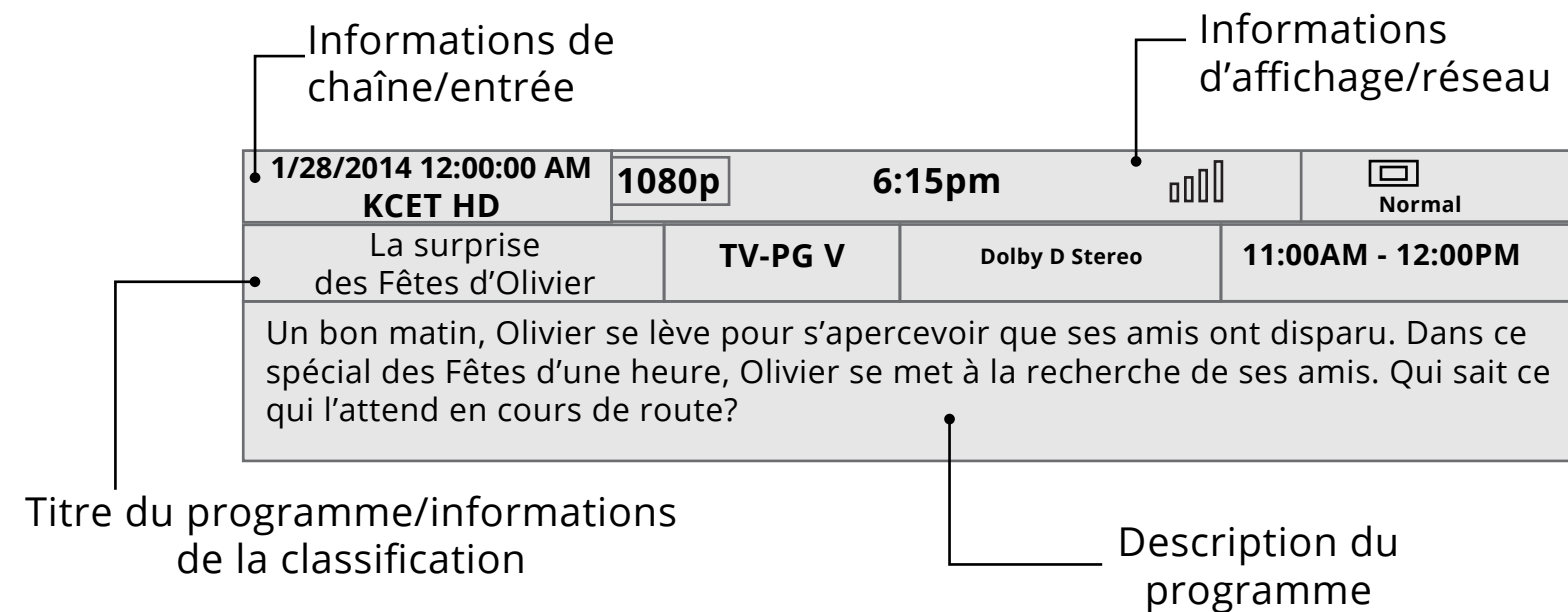 Informations de
chaîne/entrée
Informations
d’affichage/réseau
1/28/2014 12:00:00 AM
KCET HD
1080p
6:15pm
Normal
La surprise
des Fêtes d’Olivier
TV-PG V
Dolby D Stereo
11:00AM - 12:00PM
Un bon matin, Olivier se lève pour s’apercevoir que ses amis ont disparu. Dans ce
spécial des Fêtes d’une heure, Olivier se met à la recherche de ses amis. Qui sait ce
qui l’attend en cours de route?
Titre du programme/informations
de la classification
Description du
programme